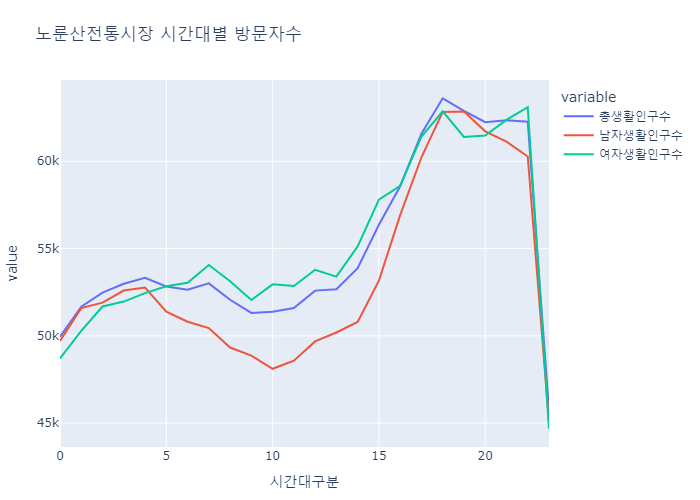 노룬산전통시장 시간대별 방문자수
variable
총생활인구수
남자생활인구수
여자생활인구수
60k
55k
50k
45k
value
0 5 10 15 20
시간대구분